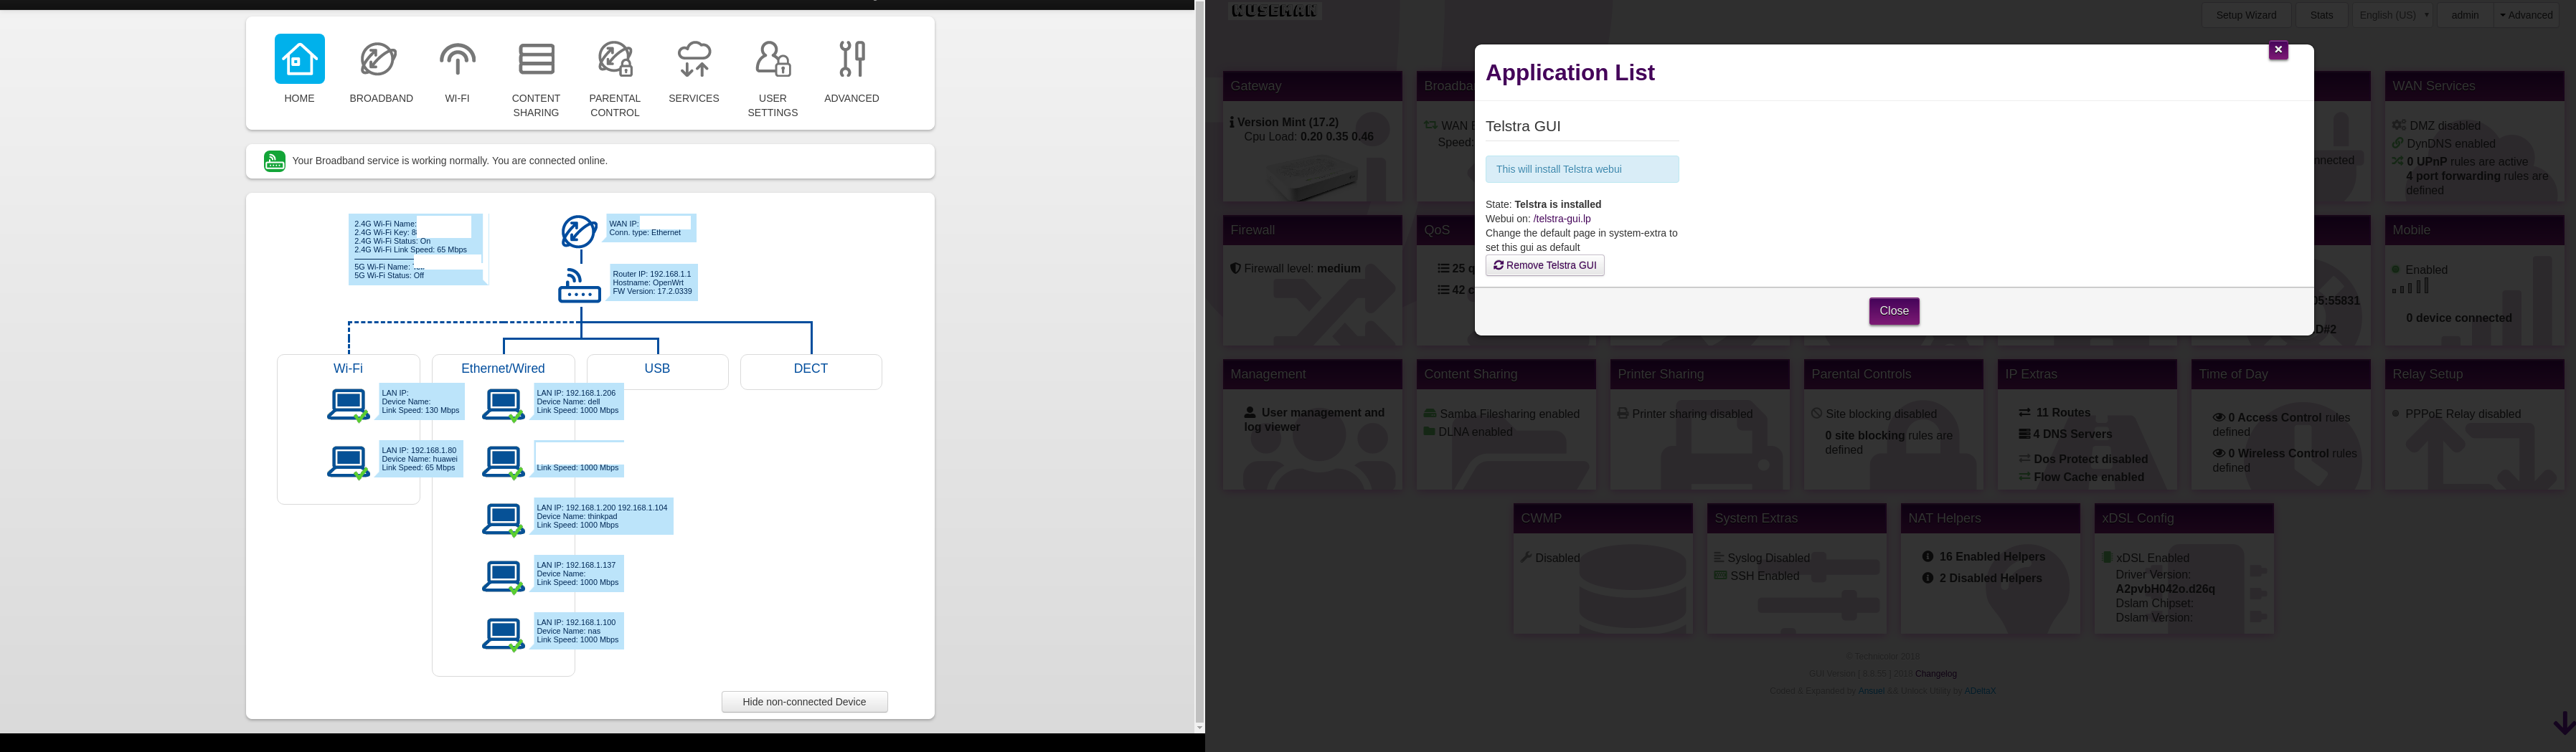 HOME
BROADBAND
WI-FI
CONTENT
SHARING
PARENTAL
CONTROL
SERVICES
USER
SETTINGS
ADVANCED
Your Broadband service is working normally. You are connected online.
2.4G Wi-Fi Name:
2.4G Wi-Fi Key: 8
2.4G Wi-Fi Status: On
2.4G Wi-Fi Link Speed: 65 Mbps
5G Wi-Fi Name:
5G Wi-Fi Status: Off
WAN IP:
Conn. type: Ethernet
Router IP: 192.168.1.1
Hostname: OpenWrt
FW Version: 17.2.0339
Wi-Fi
Ethernet/Wired
USB
DECT
LAN IP:
Device Name:
Link Speed: 130 Mbps
LAN IP: 192.168.1.80
Device Name: huawei
Link Speed: 65 Mbps
LAN IP: 192.168.1.206
Device Name: dell
Link Speed: 1000 Mbps
Link Speed: 1000 Mbps
LAN IP: 192.168.1.200 192.168.1.104
Device Name: thinkpad
Link Speed: 1000 Mbps
LAN IP: 192.168.1.137
Device Name:
Link Speed: 1000 Mbps
LAN IP: 192.168.1.100
Device Name: nas
Link Speed: 1000 Mbps
Hide non-connected Device
WUSEMAN
Setup Wizard
Stats
English (US)
admin
Advanced
Application List
Telstra GUI
This will install Telstra webui
State: Telstra is installed
Webui on: /telstra-gui.lp
Change the default page in system-extra to
set this gui as default
Remove Telstra GUI
Close
Gateway
Version Mint (17.2)
Cpu Load: 0.20 0.35 0.46
Broadba
WAN E
Speed:
nnected
WAN Services
DMZ disabled
DynDNS enabled
0 UPnP rules are active
4 port forwarding rules are
defined
Firewall
Firewall level: medium
QoS
25 q
42 c
05:55831
D#2
Mobile
Enabled
0 device connected
Management
User management and
log viewer
Content Sharing
Samba Filesharing enabled
DLNA enabled
Printer Sharing
Printer sharing disabled
Parental Controls
Site blocking disabled
0 site blocking rules are
defined
IP Extras
11 Routes
4 DNS Servers
Dos Protect disabled
Flow Cache enabled
Time of Day
0 Access Control rules
defined
0 Wireless Control rules
defined
Relay Setup
PPPoE Relay disabled
CWMP
Disabled
System Extras
Syslog Disabled
SSH Enabled
NAT Helpers
16 Enabled Helpers
2 Disabled Helpers
xDSL Config
xDSL Enabled
Driver Version:
A2pvbH042o.d26q
Dslam Chipset:
Dslam Version:
Changelog